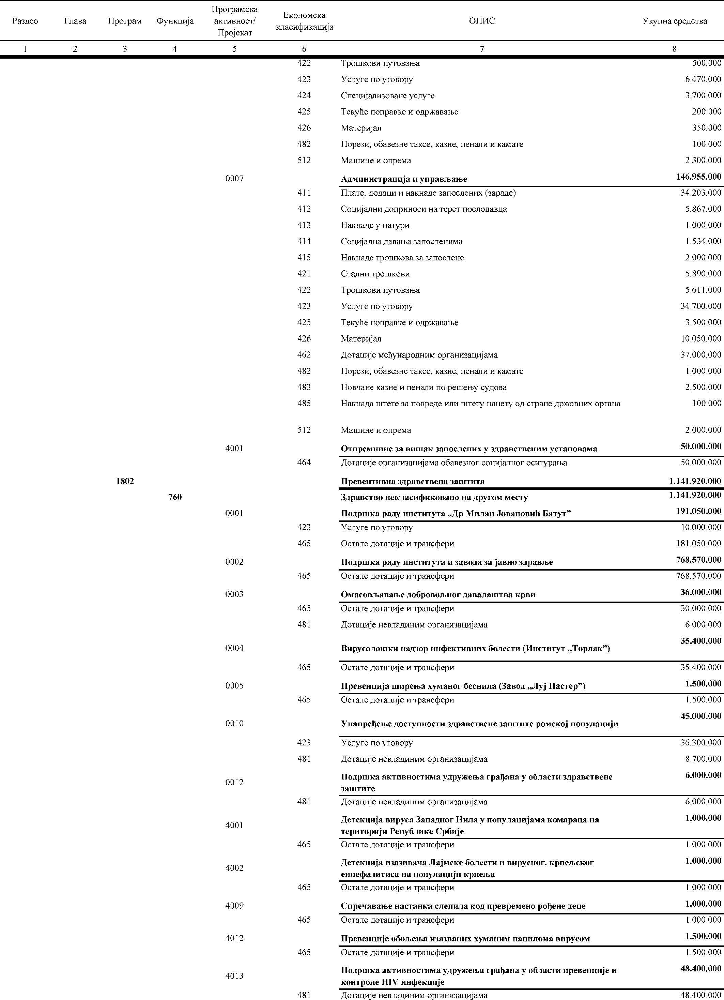 Раздео Глава Програм Функција Програмска активност/ Пројекат Економска класификација ОПИС Укупна средства
1 2 3 4 5 6 7 8
422 Трошкови путовања 500.000
423 Услуге по уговору 6.470.000
424 Специјализоване услуге 3.700.000
425 Текуће поправке и одржавање 200.000
426 Материјал 350.000
482 Порези, обавезне таксе, казне, пенали и камате 100.000
512 Машине и опрема 2.300.000
0007 Администрација и управљање 146.955.000
411 Плате, додаци и накнаде запослених (зараде) 34.203.000
412 Социјални доприноси на терет послодавца 5.867.000
413 Накнаде у натури 1.000.000
414 Социјална давања запосленима 1.534.000
415 Накнаде трошкова за запослене 2.000.000
421 Стални трошкови 5.890.000
422 Трошкови путовања 5.611.000
423 Услуге по уговору 34.700.000
425 Текуће поправке и одржавање 3.500.000
426 Материјал 10.050.000
462 Дотације међународним организацијама 37.000.000
482 Порези, обавезне таксе, казне, пенали и камате 1.000.000
483 Новчане казне и пенали по решењу судова 2.500.000
485 Накнада штете за повреде или штету нанету од стране државних органа 100.000
512 Машине и опрема 2.000.000
4001 Отпремнине за вишак запослених у здравственим установама 50.000.000
464 Дотације организацијама обавезног социјалног осигурања 50.000.000
1802 Превентивна здравствена заштита 1.141.920.000
760 Здравство некласификовано на другом месту 1.141.920.000
0001 Подршка раду института „Др Милан Јовановић Батут” 191.050.000
423 Услуге по уговору 10.000.000
465 Остале дотације и трансфери 181.050.000
0002 Подршка раду института и завода за јавно здравље 768.570.000
465 Остале дотације и трансфери 768.570.000
0003 Омасовљавање добровољног давалаштва крви 36.000.000
465 Остале дотације и трансфери 30.000.000
481 Дотације невладиним организацијама 6.000.000
0004 Вирусолошки надзор инфективних болести (Институт „Торлак”) 35.400.000
465 Остале дотације и трансфери 35.400.000
0005 Превенција ширења хуманог беснила (Завод „Луј Пастер”) 1.500.000
465 Остале дотације и трансфери 1.500.000
0010 Унапређење доступности здравствене заштите ромској популацији 45.000.000
423 Услуге по уговору 36.300.000
481 Дотације невладиним организацијама 8.700.000
0012 Подршка активностима удружења грађана у области здравствене 6.000.000
заштите
481 Дотације невладиним организацијама 6.000.000
4001 Детекција вируса Западног Нила у популацијама комараца на 1.000.000
територији Републике Србије
465 Остале дотације и трансфери 1.000.000
4002 Детекција изазивача Лајмске болести и вирусног, крпељског 1.000.000
енцефалитиса на популацији крпеља
465 Остале дотације и трансфери 1.000.000
4009 Спречавање настанка слепила код превремено рођене деце 1.000.000
465 Остале дотације и трансфери 1.000.000
4012 Превенције обољења изазваних хуманим папилома вирусом 1.500.000
465 Остале дотације и трансфери 1.500.000
4013 Подршка активностима удружења грађана у области превенције и 48.400.000
контроле HIV инфекције
481 Дотације невладиним организацијама 48.400.000